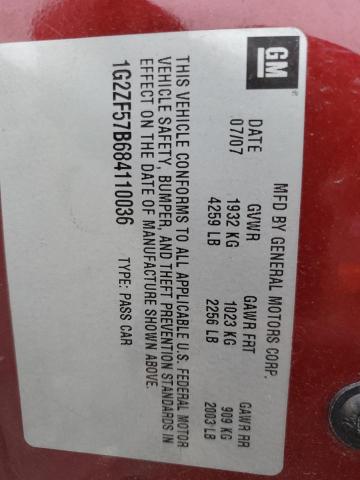 GM
MFD BY GENERAL MOTORS CORP.
DATE GVWR GAWR FRT GAWR RR
07/07 1932 KG 1023 KG 909 KG
4259 LB 2256 LB 2003 LB
THIS VEHICLE CONFORMS TO ALL APPLICABLE U.S. FEDERAL MOTOR
VEHICLE SAFETY, BUMPER, AND THEFT PREVENTION STANDARDS IN
EFFECT ON THE DATE OF MANUFACTURE SHOWN ABOVE.
1G2ZF57B684110036 TYPE: PASS CAR